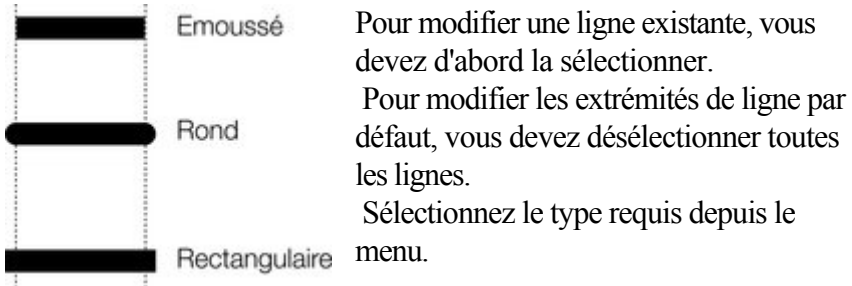 Emoussé
Rond
Rectangulaire
Pour modifier une ligne existante, vous
devez d'abord la sélectionner.
Pour modifier les extrémités de ligne par
défaut, vous devez désélectionner toutes
les lignes.
Sélectionnez le type requis depuis le
menu.